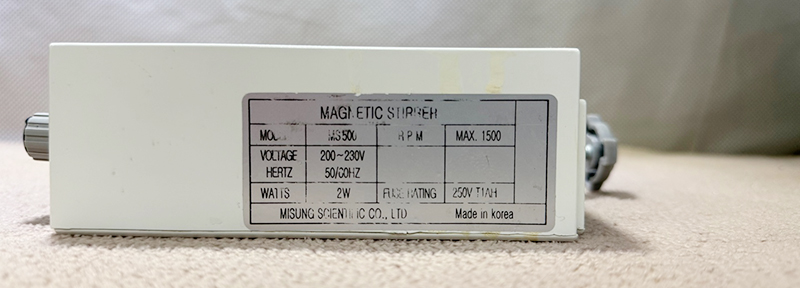 MAGNETIC STIRRER
MODEL MS500 R P M MAX. 1500
VOLTAGE 200~230V
HERTZ 50/60HZ
WATTS 2W FUSE RATING 250V T1AH
MISUNG SCIENTIFIC CO., LTD Made in korea